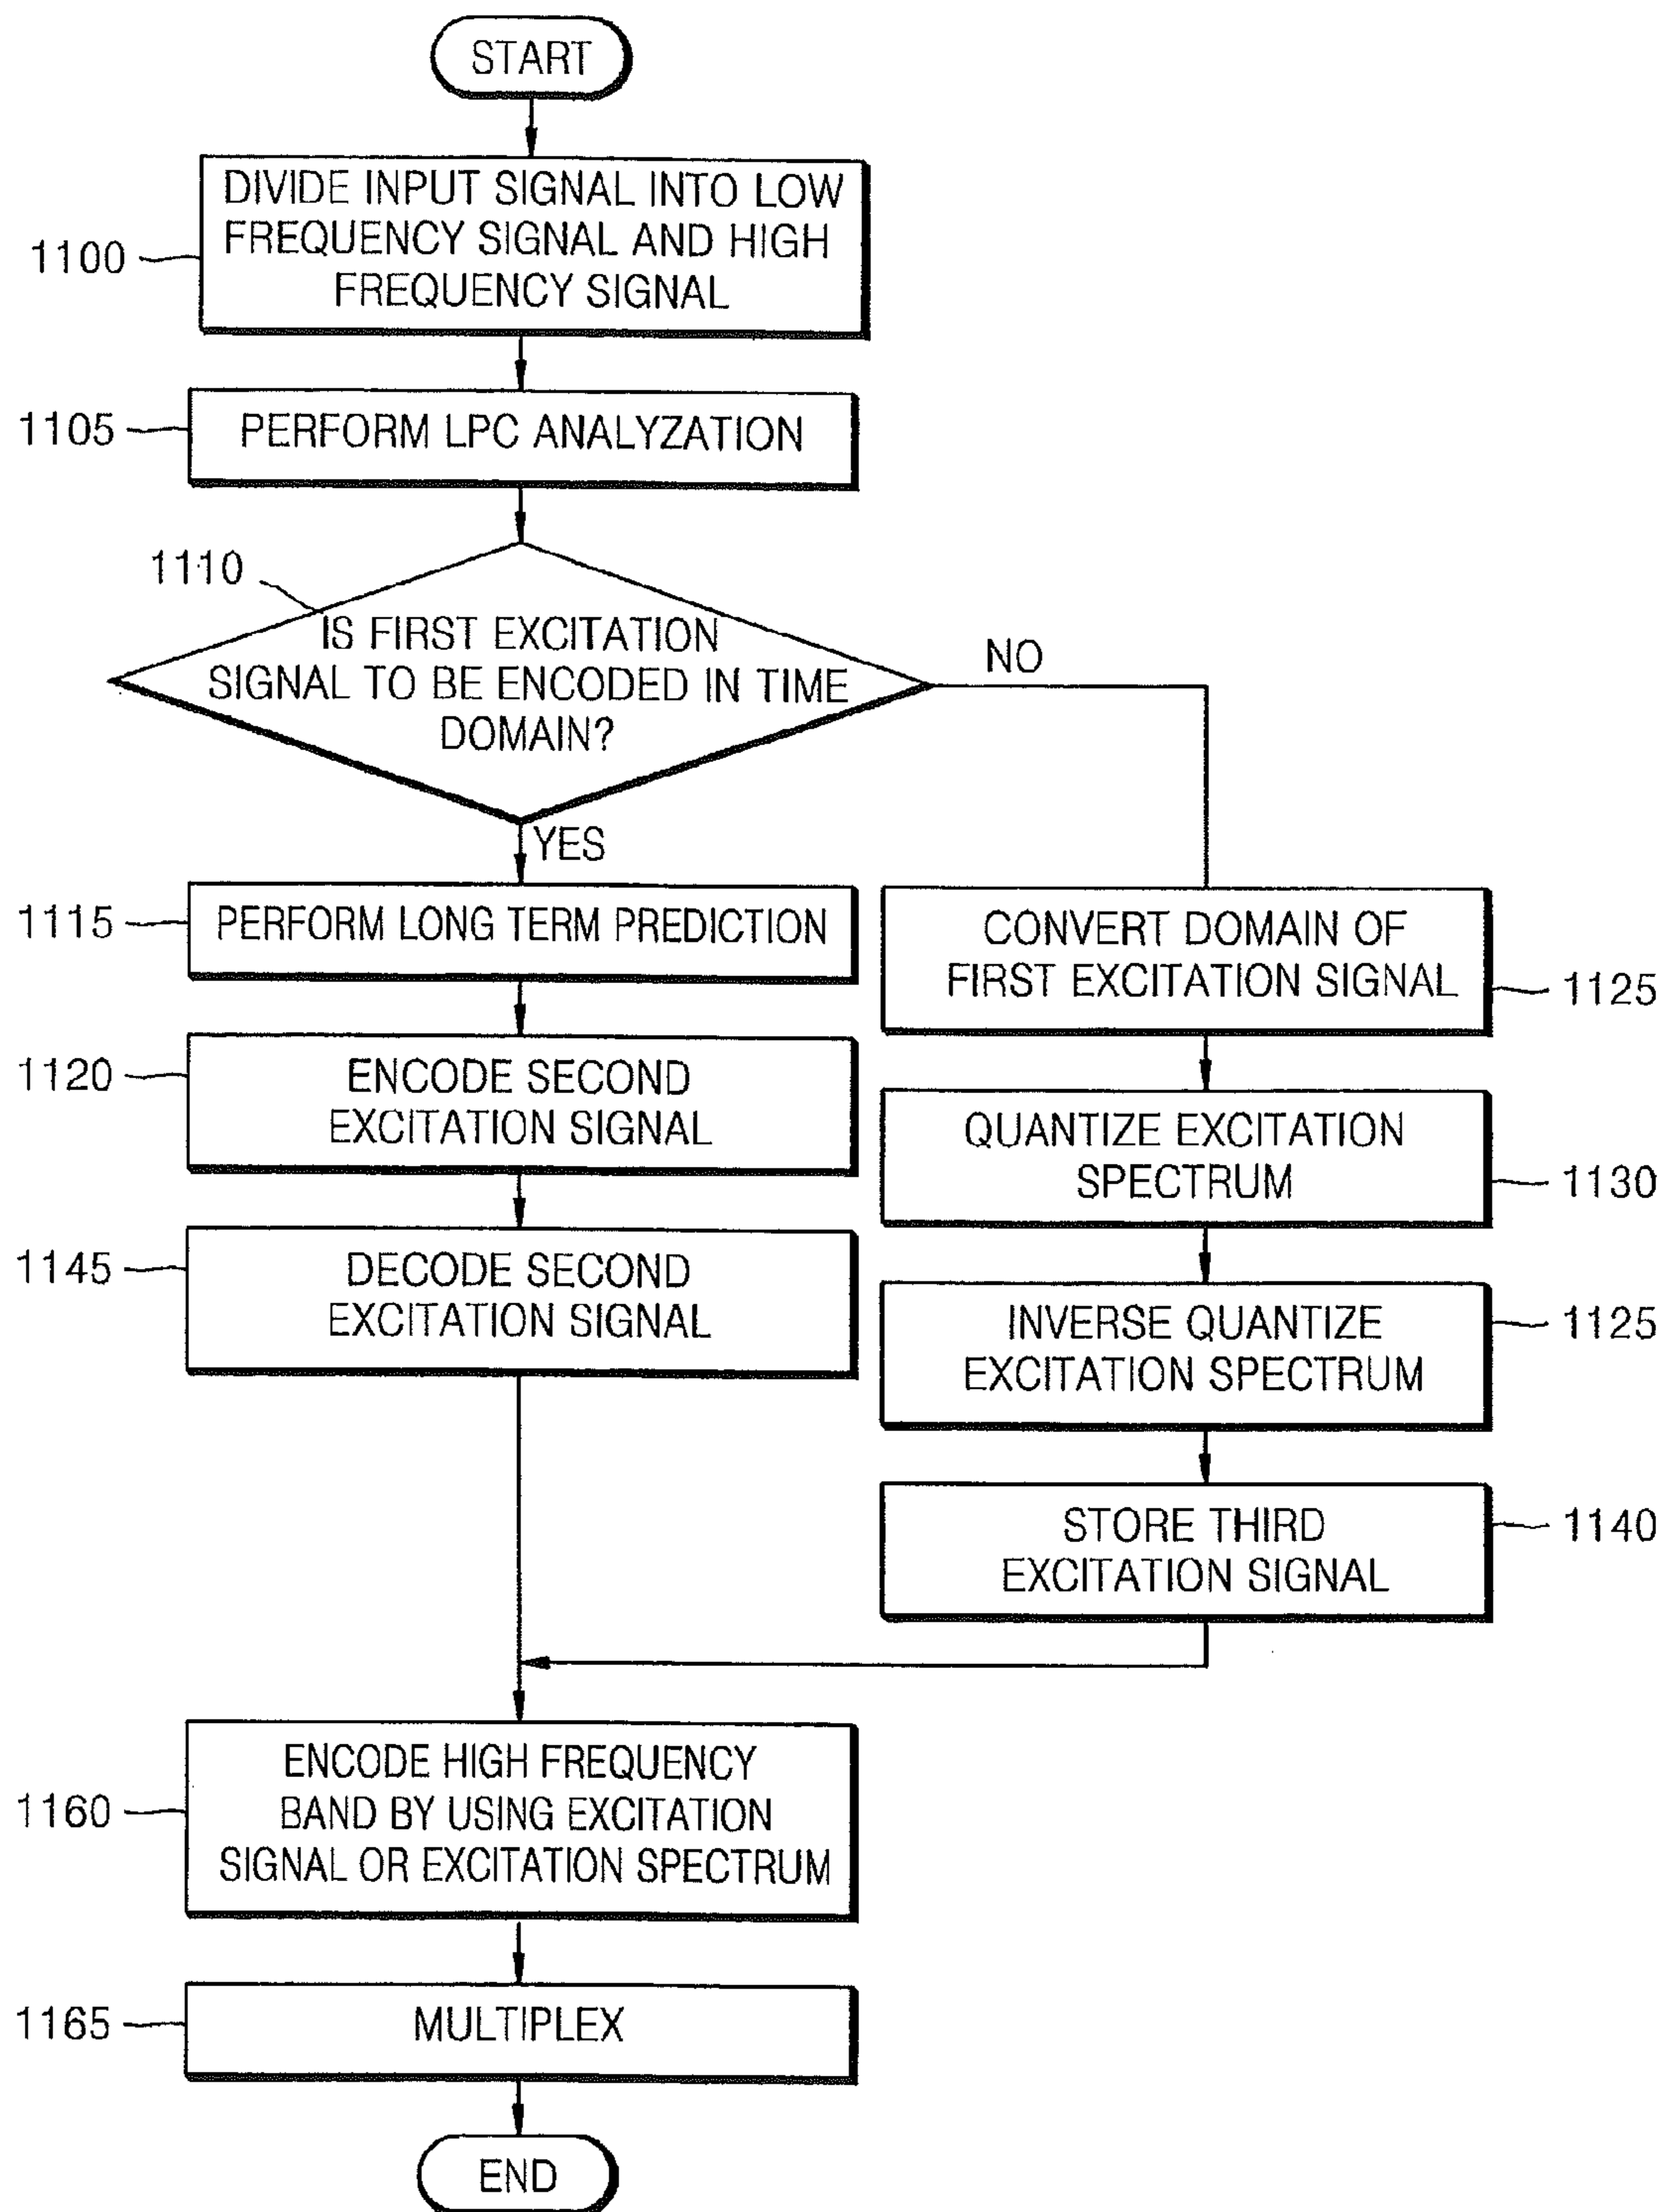 START
1100
DIVIDE INPUT SIGNAL INTO LOW
FREQUENCY SIGNAL AND HIGH
FREQUENCY SIGNAL
1105
PERFORM LPC ANALYZATION
1110
IS FIRST EXCITATION
SIGNAL TO BE ENCODED IN TIME
DOMAIN?
NO
YES
1115
PERFORM LONG TERM PREDICTION
1120
ENCODE SECOND
EXCITATION SIGNAL
1145
DECODE SECOND
EXCITATION SIGNAL
CONVERT DOMAIN OF
FIRST EXCITATION SIGNAL
1125
QUANTIZE EXCITATION
SPECTRUM
1130
INVERSE QUANTIZE
EXCITATION SPECTRUM
1125
STORE THIRD
EXCITATION SIGNAL
1140
1160
ENCODE HIGH FREQUENCY
BAND BY USING EXCITATION
SIGNAL OR EXCITATION SPECTRUM
1165
MULTIPLEX
END